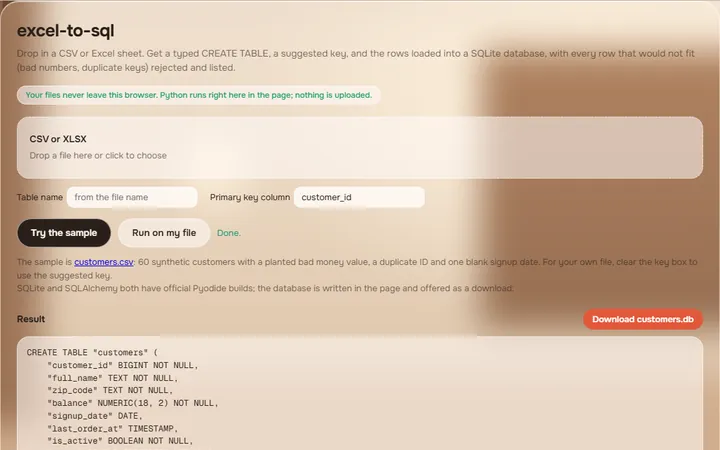 excel-to-sql
Drop in a CSV or Excel sheet. Get a typed CREATE TABLE, a suggested key, and the rows loaded into a SQLite database, with every row that would not fit
(bad numbers, duplicate keys) rejected and listed.
Your files never leave this browser. Python runs right here in the page; nothing is uploaded.
CSV or XLSX
Drop a file here or click to choose
Table name from the file name Primary key column customer_id
Try the sample Run on my file Done.
The sample is customers.csv: 60 synthetic customers with a planted bad money value, a duplicate ID and one blank signup date. For your own file, clear the key box to
use the suggested key.
SQLite and SQLAlchemy both have official Pyodide builds; the database is written in the page and offered as a download.
Result Download customers.db
CREATE TABLE "customers" (
"customer_id" BIGINT NOT NULL,
"full_name" TEXT NOT NULL,
"zip_code" TEXT NOT NULL,
"balance" NUMERIC(18, 2) NOT NULL,
"signup_date" DATE,
"last_order_at" TIMESTAMP,
"is_active" BOOLEAN NOT NULL,